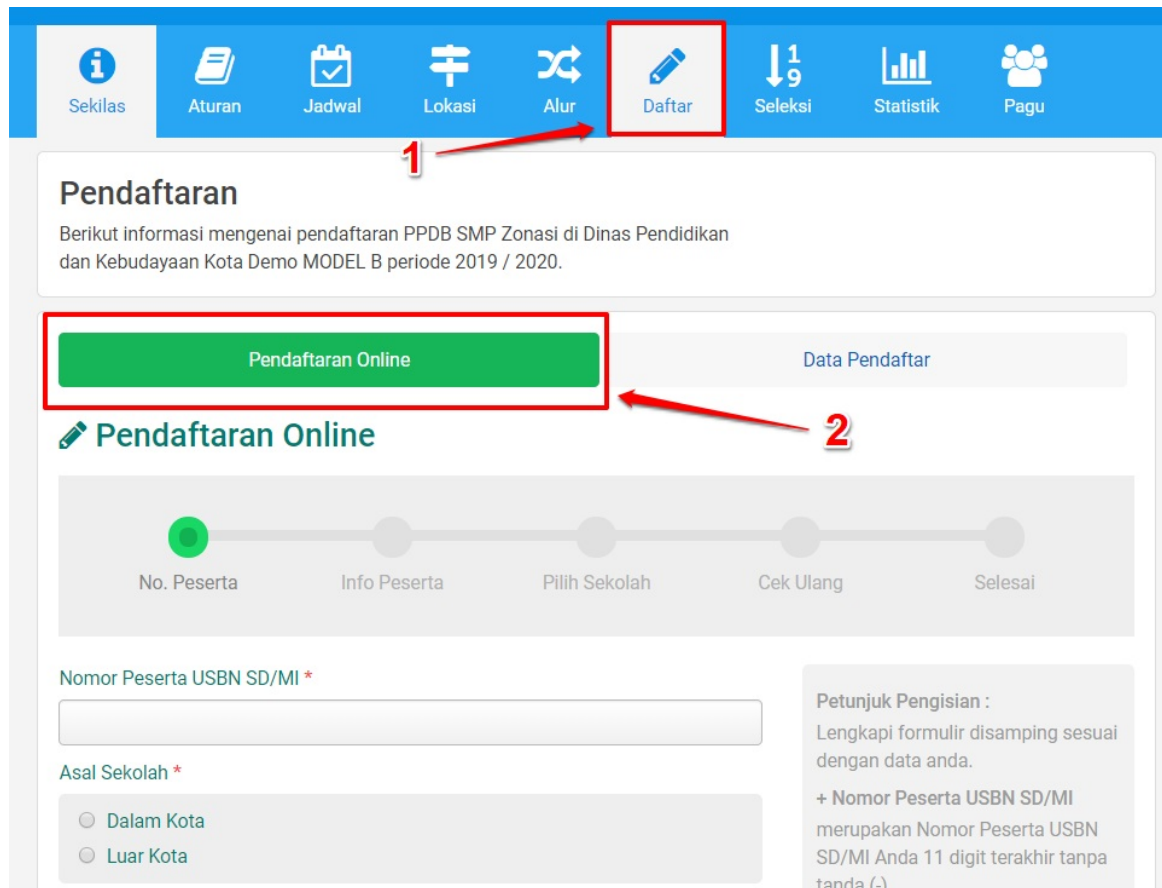 Sekilas
Aturan
Jadwal
Lokasi
Alur
Daftar
1
9
Seleksi
Statistik
Pagu
1
Pendaftaran
Berikut informasi mengenai pendaftaran PPDB SMP Zonasi di Dinas Pendidikan
dan Kebudayaan Kota Demo MODEL B periode 2019 / 2020.
Pendaftaran Online
Data Pendaftar
2
Pendaftaran Online
No. Peserta
Info Peserta
Pilih Sekolah
Cek Ulang
Selesai
Nomor Peserta USBN SD/MI *
Asal Sekolah *
Dalam Kota
Luar Kota
Petunjuk Pengisian :
Lengkapi formulir disamping sesuai
dengan data anda.
+ Nomor Peserta USBN SD/MI
merupakan Nomor Peserta USBN
SD/MI Anda 11 digit terakhir tanpa
tanda (-)